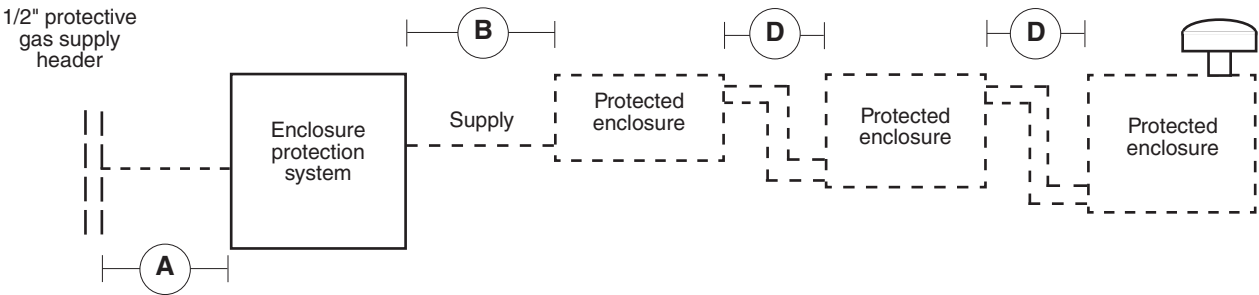 1/2" protective
gas supply
header
B
D
D
Enclosure
protection
system
Supply
Protected
enclosure
Protected
enclosure
Protected
enclosure
A